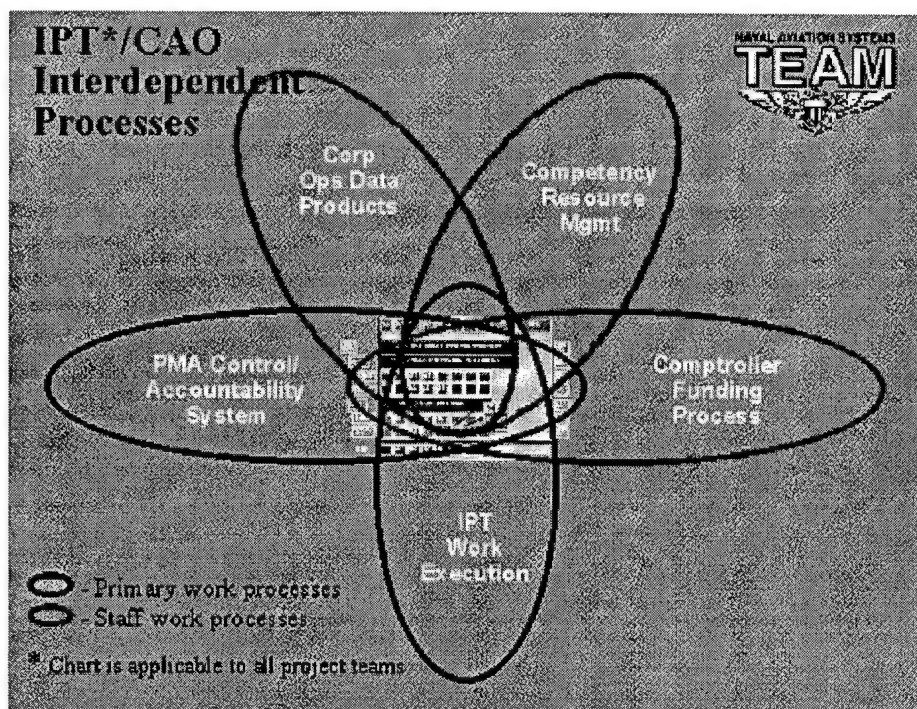 IPT*/CAO
Interdependent
Processes
NAVAL AVIATION SYSTEMS
TEAM
Corp
Ops Data
Products
Competency
Resource
Mgmt
PMA Control/
Accountability
System
Comptroller
Funding
Process
IPT
Work
Execution
- Primary work processes
- Staff work processes
* Chart is applicable to all project teams